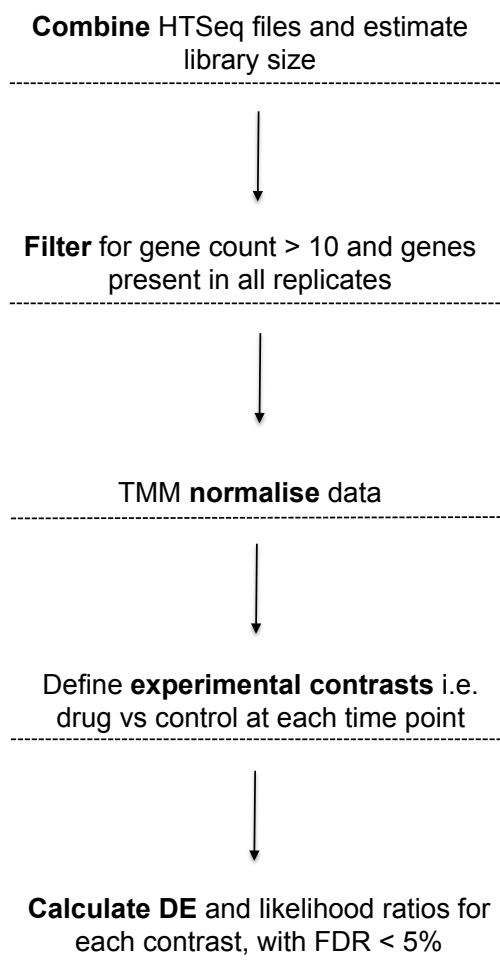 Combine HTSeq files and estimate
library size
Filter for gene count > 10 and genes
present in all replicates
TMM normalise data
Define experimental contrasts i.e.
drug vs control at each time point
Calculate DE and likelihood ratios for
each contrast, with FDR < 5%